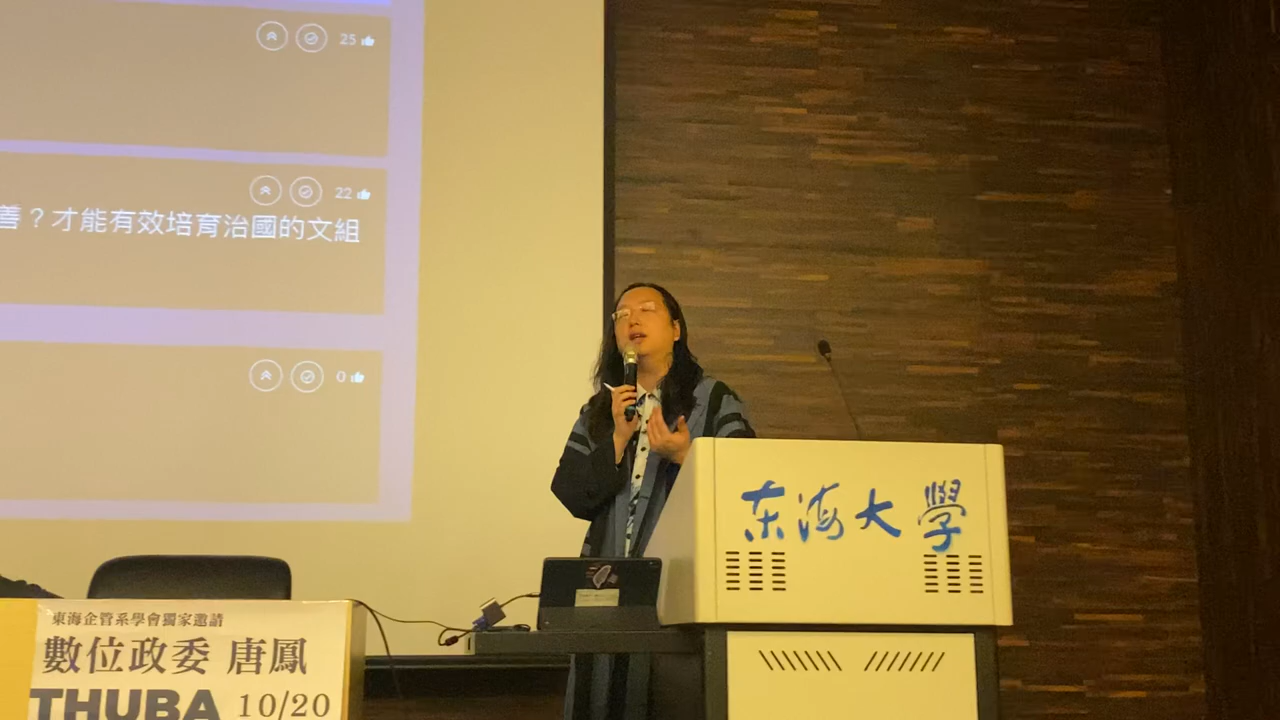 25
22
善？才能有效培育治國的文組
0
东海大學
東海企管系學會獨家邀請
數位政委 唐鳳
THUBA 10/20